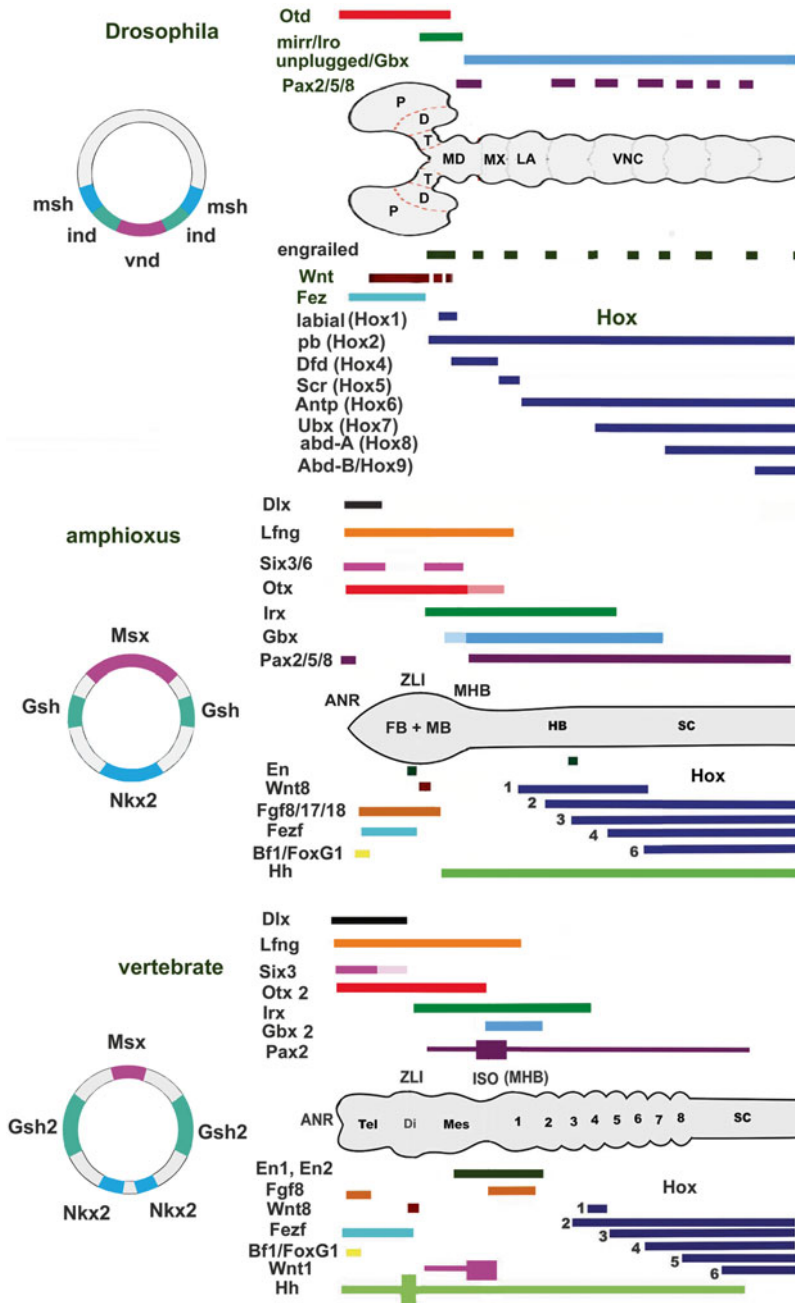 Drosophila
Otd
mirr/Iro
unplugged/Gbx
Pax2/5/8
P
D
T
MD MX LA VNC
T
D
P
msh msh
ind ind
vnd
engrailed
Wnt
Fez
labial (Hox1)
Hox
pb (Hox2)
Dfd (Hox4)
Scr (Hox5)
Antp (Hox6)
Ubx (Hox7)
abd-A (Hox8)
Abd-B/Hox9)
amphioxus
Dlx
Lfng
Six3/6
Otx
Irx
Gbx
Pax2/5/8
Msx
Gsh Gsh
Nkx2
ANR ZLI MHB
FB + MB HB SC
En
Wnt8
Fgf8/17/18
Fezf
Bf1/FoxG1
Hh
Hox
1
2
3
4
6
vertebrate
Dlx
Lfng
Six3
Otx 2
Irx
Gbx 2
Pax2
Msx
Gsh2 Gsh2
Nkx2 Nkx2
ZLI ISO (MHB)
ANR Tel Di Mes 1 2 3 4 5 6 7 8 SC
En1, En2
Fgf8
Wnt8
Fezf
Bf1/FoxG1
Wnt1
Hh
Hox
1
2
3
4
5
6